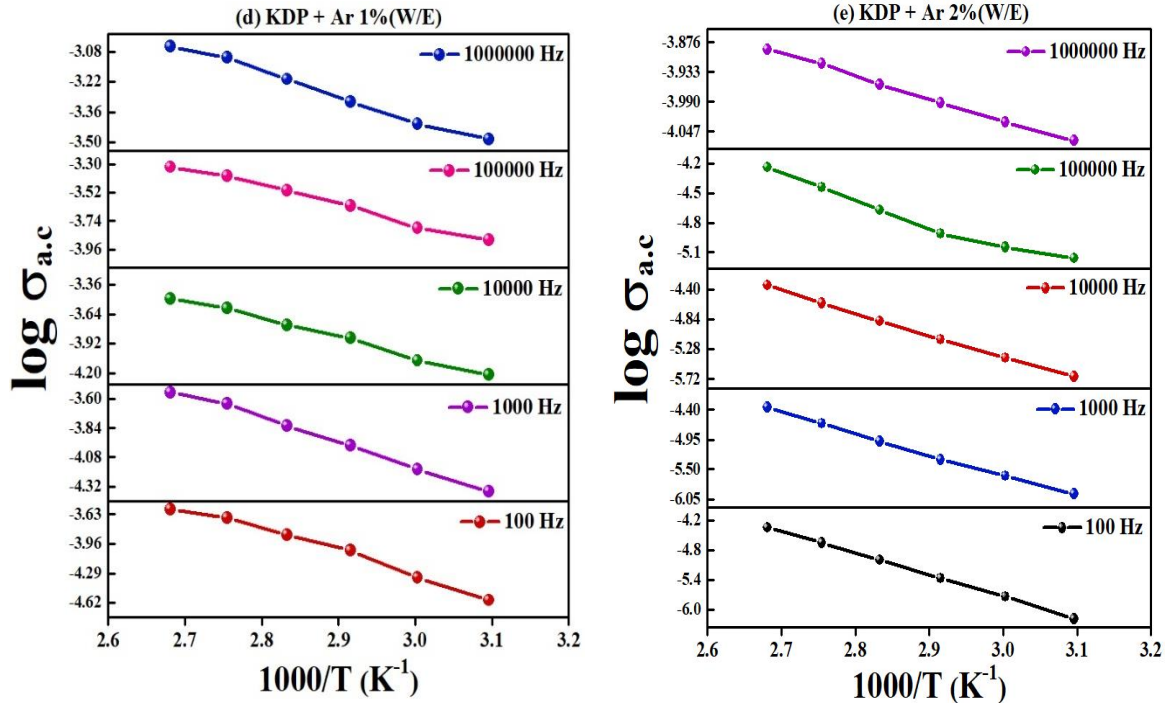 (d) KDP + Ar 1%(W/E)
-3.08
-3.22
-3.36
-3.50
1000000 Hz
-3.30
-3.52
-3.74
-3.96
100000 Hz
-3.36
-3.64
-3.92
-4.20
10000 Hz
-3.60
-3.84
-4.08
-4.32
1000 Hz
-3.63
-3.96
-4.29
-4.62
100 Hz
log σa.c
2.6 2.7 2.8 2.9 3.0 3.1 3.2
1000/T (K-1)
(e) KDP + Ar 2%(W/E)
-3.876
-3.933
-3.990
-4.047
1000000 Hz
-4.2
-4.5
-4.8
-5.1
100000 Hz
-4.40
-4.84
-5.28
-5.72
10000 Hz
-4.40
-4.95
-5.50
-6.05
1000 Hz
-4.2
-4.8
-5.4
-6.0
100 Hz
log σa.c
2.6 2.7 2.8 2.9 3.0 3.1 3.2
1000/T (K-1)